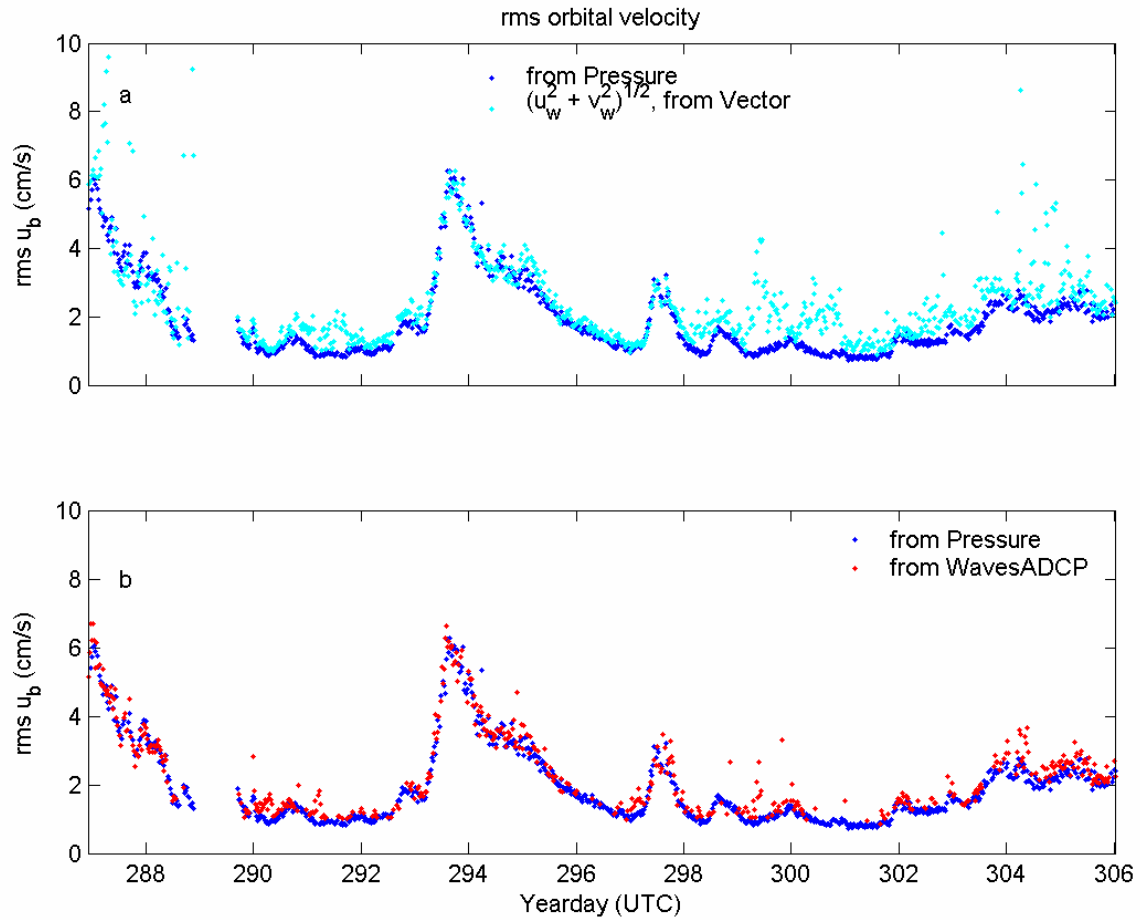 rms orbital velocity
10
8
6
4
2
0
rms u_b (cm/s)
a
from Pressure
(u_w^2 + v_w^2)^1/2, from Vector
10
8
6
4
2
0
rms u_b (cm/s)
b
from Pressure
from WavesADCP
288 290 292 294 296 298 300 302 304 306
Yearday (UTC)